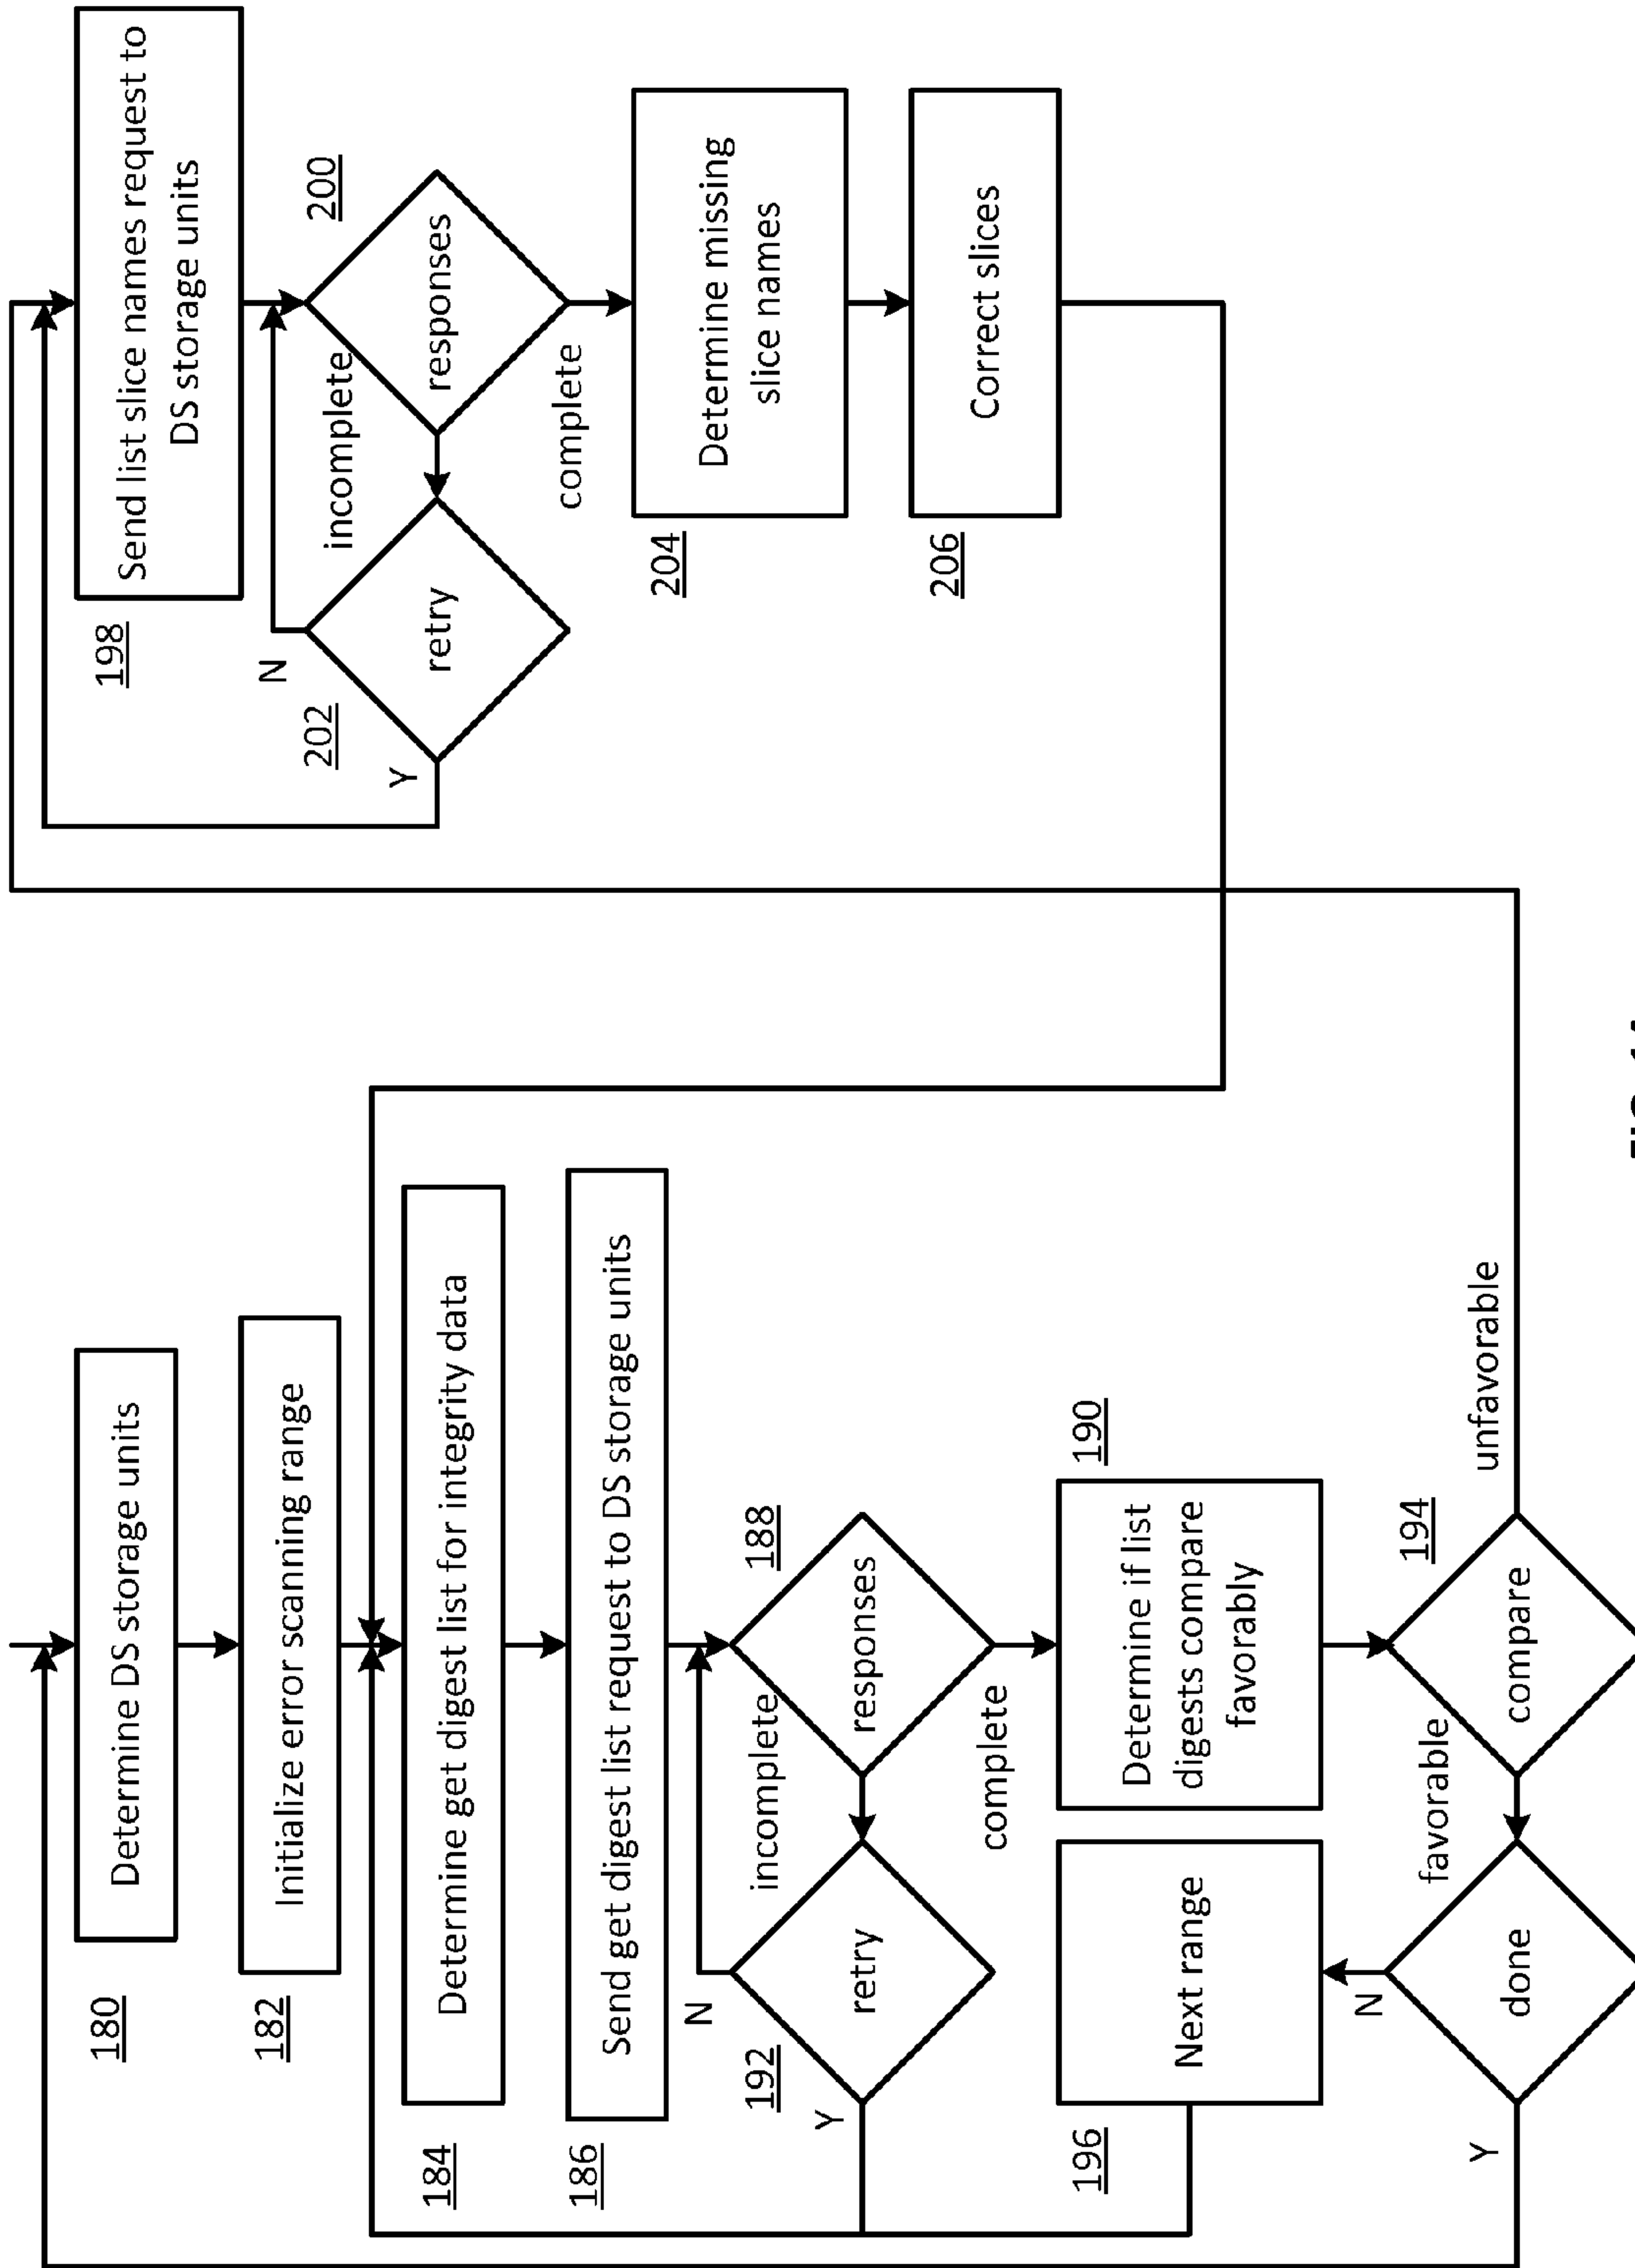 180
Determine DS storage units
182
Initialize error scanning range
184
Determine get digest list for integrity data
186
Send get digest list request to DS storage units
188
responses
incomplete
complete
192
retry
N
Y
190
Determine if list
digests compare
favorably
196
Next range
194
compare
favorable
unfavorable
done
N
Y
198
Send list slice names request to
DS storage units
200
responses
incomplete
complete
202
retry
N
Y
204
Determine missing
slice names
206
Correct slices